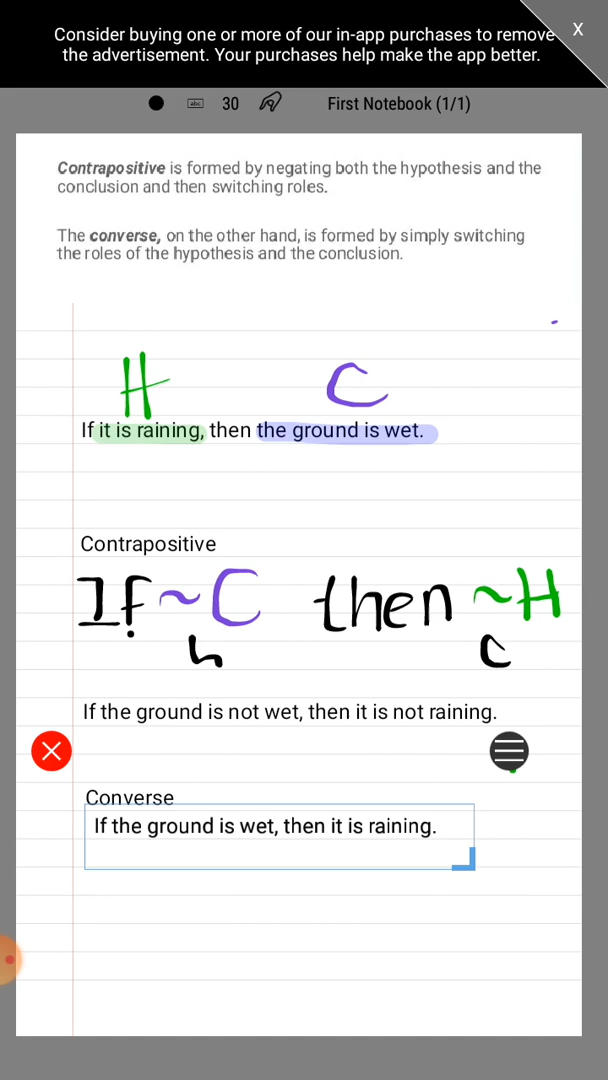 Consider buying one or more of our in-app purchases to remove
the advertisement. Your purchases help make the app better.
X
abc 30 First Notebook (1/1)
Contrapositive is formed by negating both the hypothesis and the
conclusion and then switching roles.
The converse, on the other hand, is formed by simply switching
the roles of the hypothesis and the conclusion.
H C
If it is raining, then the ground is wet.
Contrapositive
If ~C then ~H
h C
If the ground is not wet, then it is not raining.
Converse
If the ground is wet, then it is raining.